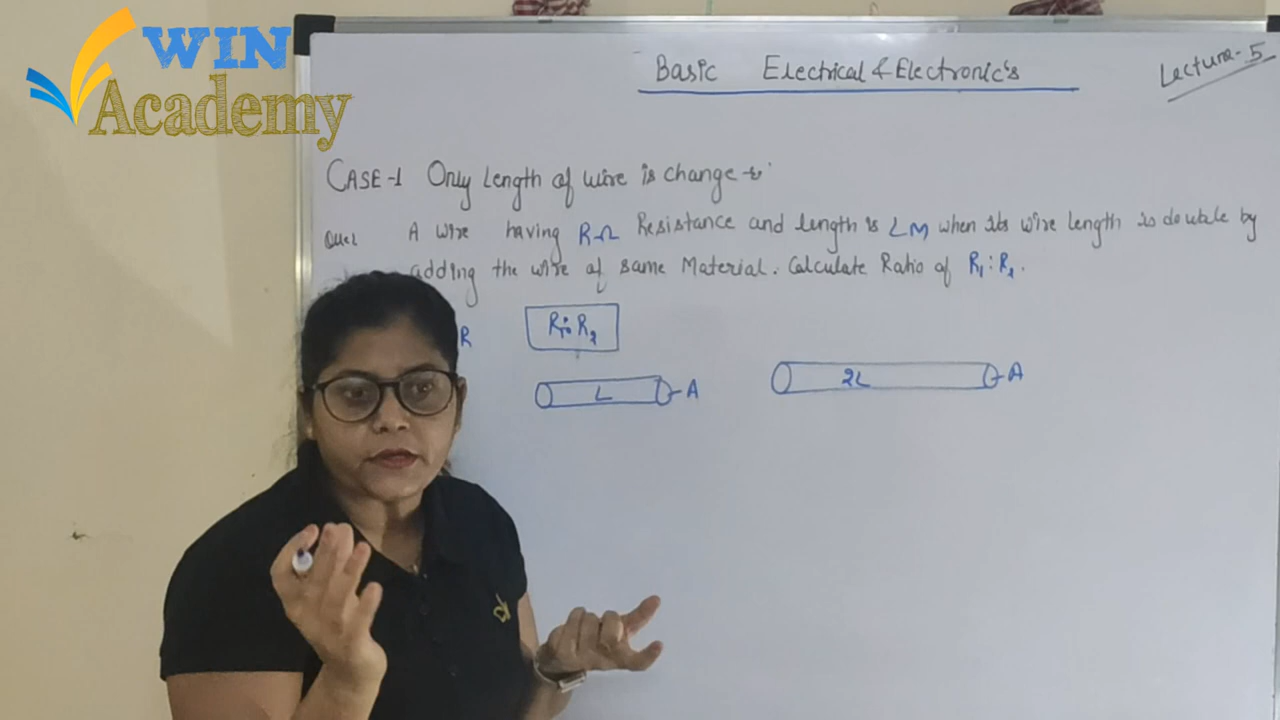 WIN
Academy
Basic Electrical & Electronic's
Lecture-5
CASE-1 Only Length of wire is change
A wire having R Ω Resistance and length is L M when its wire length is double by
adding the wire of same Material. Calculate Ratio of R₁:R₂.
R
R₁:R₂
L A
2L A